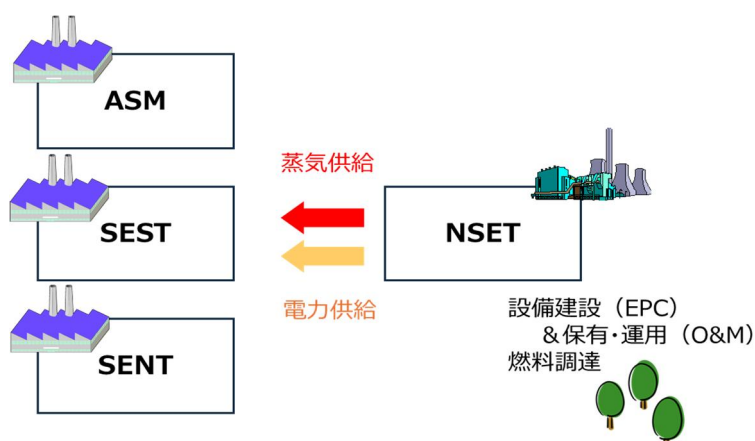 ASM
蒸気供給
SEST
NSET
電力供給
設備建設（EPC）
＆保有･運用（O&M）
燃料調達
SENT